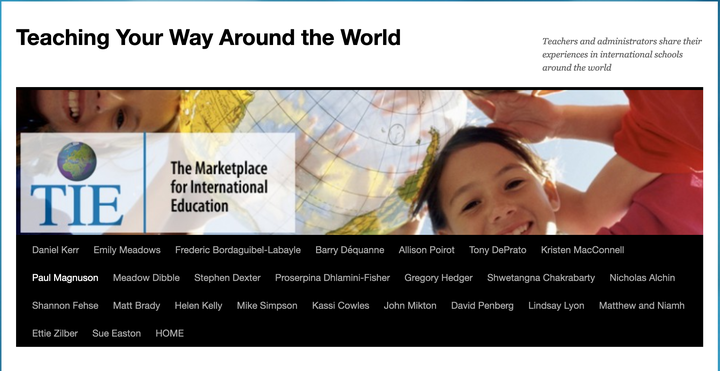 Teaching Your Way Around the World
Teachers and administrators share their
experiences in international schools
around the world
TIE
The Marketplace
for International
Education
Daniel Kerr Emily Meadows Frederic Bordaguibel-Labayle Barry Déquanne Allison Poirot Tony DePrato Kristen MacConnell
Paul Magnuson Meadow Dibble Stephen Dexter Proserpina Dhlamini-Fisher Gregory Hedger Shwetangna Chakrabarty Nicholas Alchin
Shannon Fehse Matt Brady Helen Kelly Mike Simpson Kassi Cowles John Mikton David Penberg Lindsay Lyon Matthew and Niamh
Ettie Zilber Sue Easton HOME